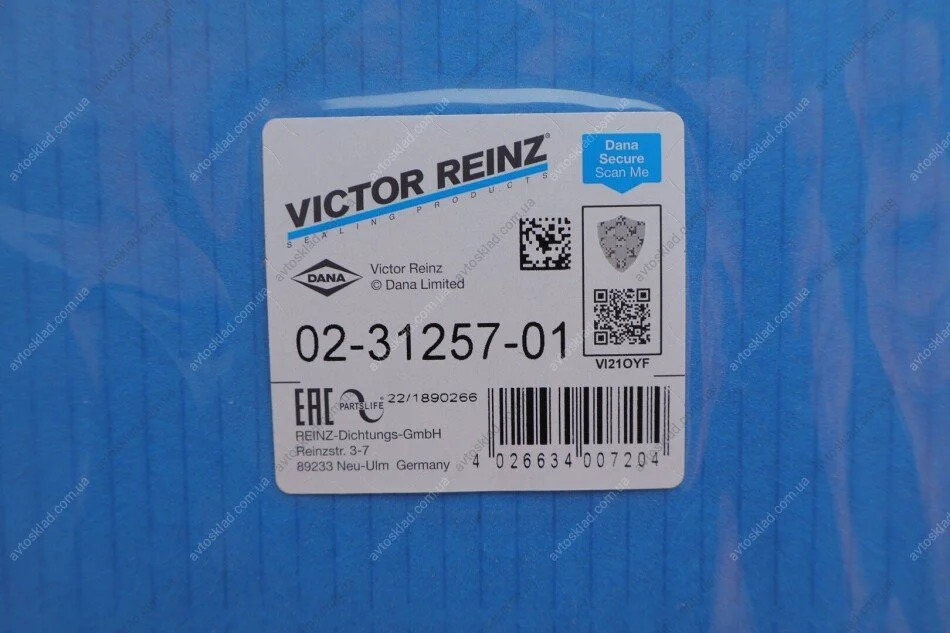 VICTOR REINZ®
SEALING PRODUCTS
Dana
Secure
Scan Me
DANA
Victor Reinz
© Dana Limited
02-31257-01
VI21OYF
EAC PARTSLIFE® 22/1890266
REINZ-Dichtungs-GmbH
Reinzstr. 3-7
89233 Neu-Ulm Germany
4 026634 007204
avtosklad.com.ua